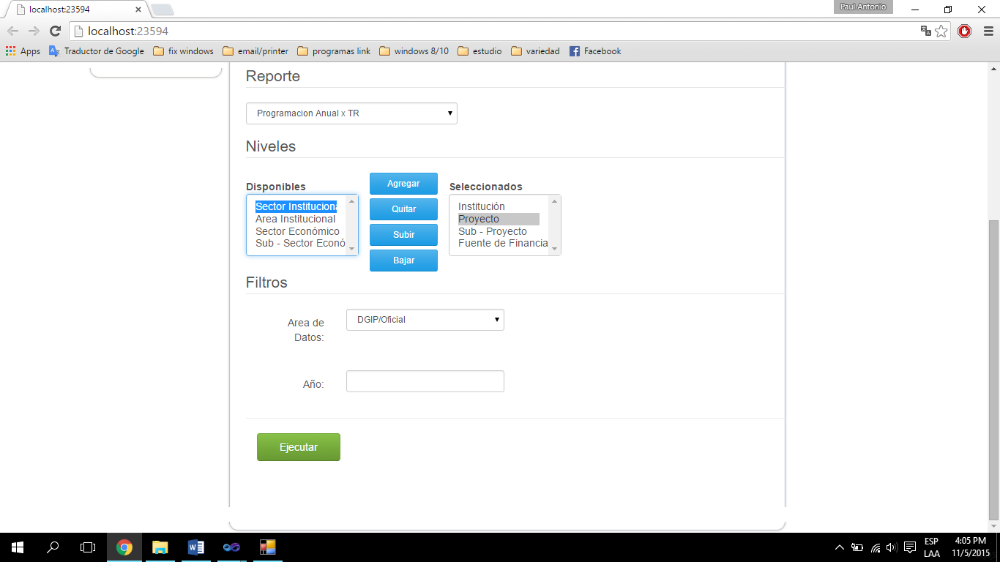 localhost:23594
Paul Antonio
localhost:23594
Apps Traductor de Google fix windows email/printer programas link windows 8/10 estudio variedad Facebook
Reporte
Programacion Anual x TR
Niveles
Disponibles
Sector Instituciona
Area Institucional
Sector Económico
Sub - Sector Econó
Agregar
Quitar
Subir
Bajar
Seleccionados
Institución
Proyecto
Sub - Proyecto
Fuente de Financia
Filtros
Area de
Datos:
DGIP/Oficial
Año:
Ejecutar
ESP
LAA
4:05 PM
11/5/2015